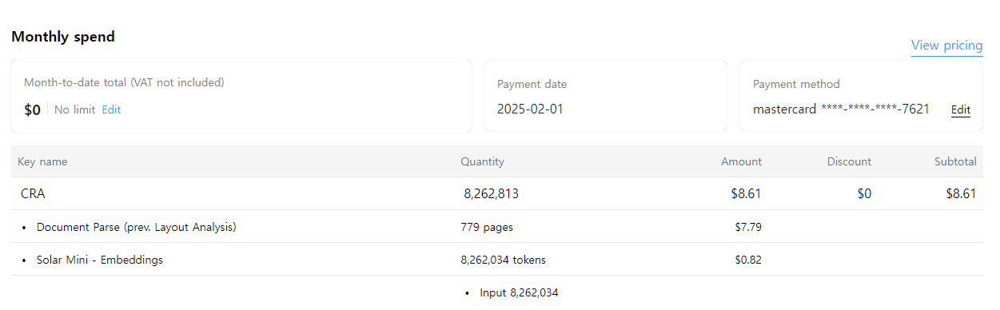 Monthly spend
View pricing
Month-to-date total (VAT not included)
$0 No limit Edit
Payment date
2025-02-01
Payment method
mastercard ****-****-****-7621 Edit
Key name Quantity Amount Discount Subtotal
CRA 8,262,813 $8.61 $0 $8.61
• Document Parse (prev. Layout Analysis) 779 pages $7.79
• Solar Mini - Embeddings 8,262,034 tokens $0.82
• Input 8,262,034